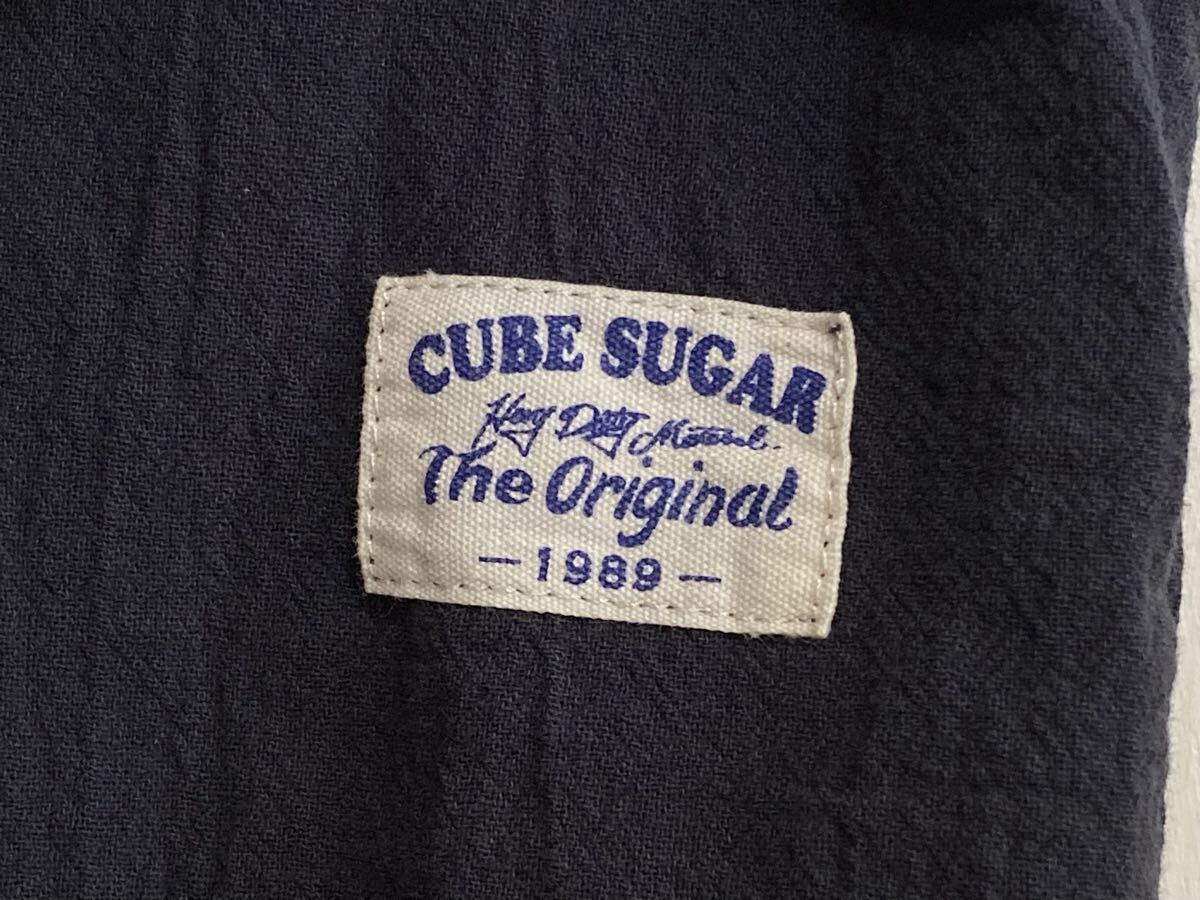 CUBE SUGAR
The Original
— 1989 —